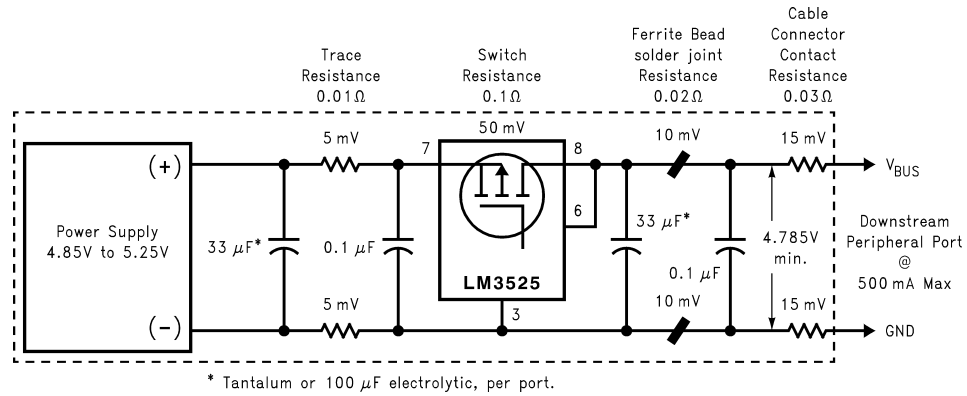 Cable
Connector
Contact
Resistance
0.03Ω
Ferrite Bead
solder joint
Resistance
0.02Ω
Switch
Resistance
0.1Ω
Trace
Resistance
0.01Ω
5 mV
50 mV
10 mV
15 mV
7
8
(+)
VBUS
6
33 μF*
Power Supply
4.85V to 5.25V
33 μF*
0.1 μF
4.785V
min.
Downstream
Peripheral Port
@
500 mA Max
0.1 μF
LM3525
5 mV
3
10 mV
15 mV
(-)
GND
* Tantalum or 100 μF electrolytic, per port.